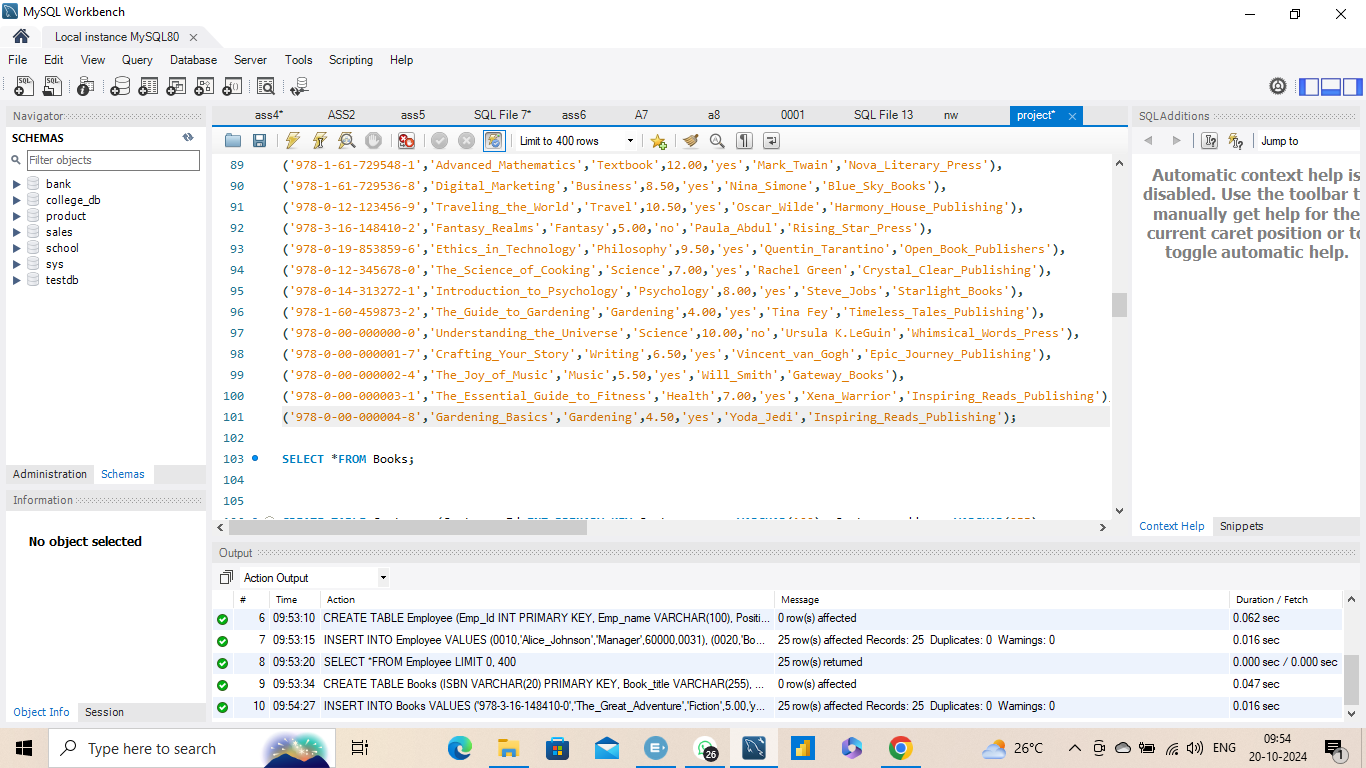 MySQL Workbench
Local instance MySQL80
File Edit View Query Database Server Tools Scripting Help
Navigator
SCHEMAS
Filter objects
bank
college_db
product
sales
school
sys
testdb
Administration Schemas
Information
No object selected
Object Info Session
ass4* ASS2 ass5 SQL File 7* ass6 A7 a8 0001 SQL File 13 nw project*
Limit to 400 rows
89 ('978-1-61-729548-1','Advanced_Mathematics','Textbook',12.00,'yes','Mark_Twain','Nova_Literary_Press'),
90 ('978-1-61-729536-8','Digital_Marketing','Business',8.50,'yes','Nina_Simone','Blue_Sky_Books'),
91 ('978-0-12-123456-9','Traveling_the_World','Travel',10.50,'yes','Oscar_Wilde','Harmony_House_Publishing'),
92 ('978-3-16-148410-2','Fantasy_Realms','Fantasy',5.00,'no','Paula_Abdul','Rising_Star_Press'),
93 ('978-0-19-853859-6','Ethics_in_Technology','Philosophy',9.50,'yes','Quentin_Tarantino','Open_Book_Publishers'),
94 ('978-0-12-345678-0','The_Science_of_Cooking','Science',7.00,'yes','Rachel Green','Crystal_Clear_Publishing'),
95 ('978-0-14-313272-1','Introduction_to_Psychology','Psychology',8.00,'yes','Steve_Jobs','Starlight_Books'),
96 ('978-1-60-459873-2','The_Guide_to_Gardening','Gardening',4.00,'yes','Tina Fey','Timeless_Tales_Publishing'),
97 ('978-0-00-000000-0','Understanding_the_Universe','Science',10.00,'no','Ursula K.LeGuin','Whimsical_Words_Press'),
98 ('978-0-00-000001-7','Crafting_Your_Story','Writing',6.50,'yes','Vincent_van_Gogh','Epic_Journey_Publishing'),
99 ('978-0-00-000002-4','The_Joy_of_Music','Music',5.50,'yes','Will_Smith','Gateway_Books'),
100 ('978-0-00-000003-1','The_Essential_Guide_to_Fitness','Health',7.00,'yes','Xena_Warrior','Inspiring_Reads_Publishing')
101 ('978-0-00-000004-8','Gardening_Basics','Gardening',4.50,'yes','Yoda_Jedi','Inspiring_Reads_Publishing');
102
103 SELECT *FROM Books;
104
105
SQLAdditions
Jump to
Automatic context help is
disabled. Use the toolbar t
manually get help for the
current caret position or to
toggle automatic help.
Context Help Snippets
Output
Action Output
# Time Action Message Duration / Fetch
6 09:53:10 CREATE TABLE Employee (Emp_Id INT PRIMARY KEY, Emp_name VARCHAR(100), Positi... 0 row(s) affected 0.062 sec
7 09:53:15 INSERT INTO Employee VALUES (0010,'Alice_Johnson','Manager',60000,0031), (0020,'Bo... 25 row(s) affected Records: 25 Duplicates: 0 Warnings: 0 0.016 sec
8 09:53:20 SELECT *FROM Employee LIMIT 0, 400 25 row(s) returned 0.000 sec / 0.000 sec
9 09:53:34 CREATE TABLE Books (ISBN VARCHAR(20) PRIMARY KEY, Book_title VARCHAR(255), ... 0 row(s) affected 0.047 sec
10 09:54:27 INSERT INTO Books VALUES ('978-3-16-148410-0','The_Great_Adventure','Fiction',5.00,'y... 25 row(s) affected Records: 25 Duplicates: 0 Warnings: 0 0.016 sec
Type here to search
26
26°C
ENG
09:54
20-10-2024
1